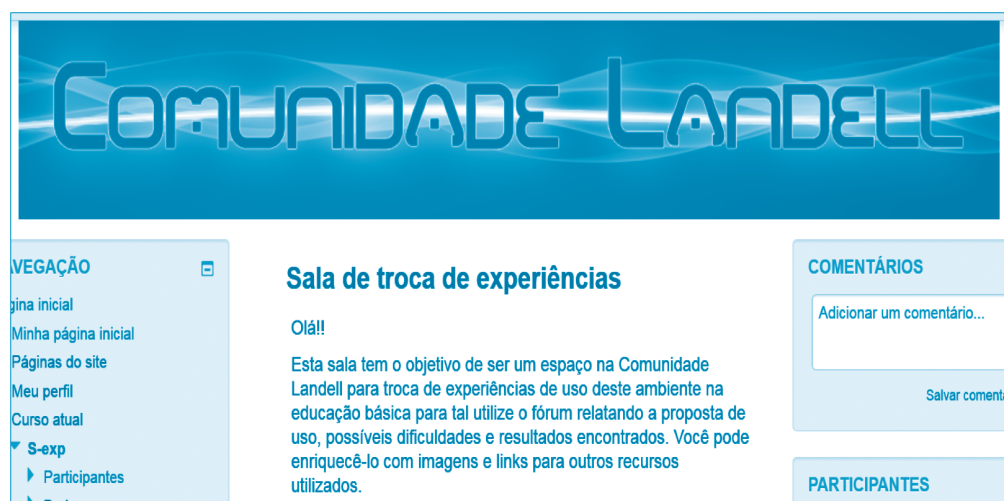 COMUNIDADE LANDELL
AVEGAÇÃO
gina inicial
Minha página inicial
Páginas do site
Meu perfil
Curso atual
S-exp
Participantes
Sala de troca de experiências
Olá!!
Esta sala tem o objetivo de ser um espaço na Comunidade
Landell para troca de experiências de uso deste ambiente na
educação básica para tal utilize o fórum relatando a proposta de
uso, possíveis dificuldades e resultados encontrados. Você pode
enriquecê-lo com imagens e links para outros recursos
utilizados.
COMENTÁRIOS
Adicionar um comentário...
Salvar comentá
PARTICIPANTES